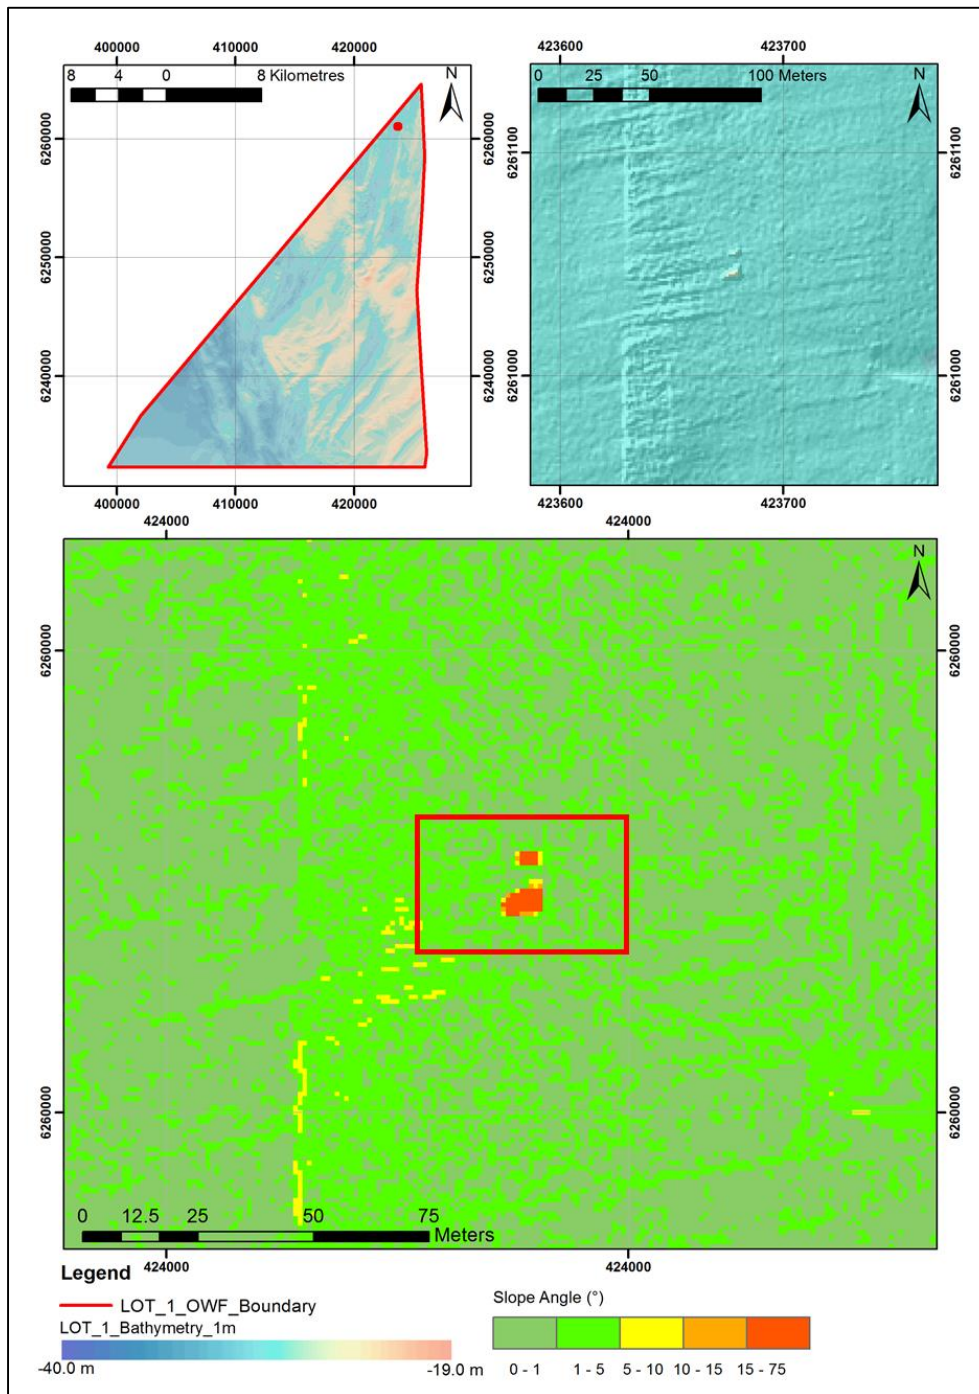 400000 410000 420000
8 4 0 8 Kilometres
N
6260000
6250000
6240000
400000 410000 420000
423600 423700
0 25 50 100 Meters
N
6261100
6261000
6261100
6261000
423600 423700
424000 424000
N
6260000
6260000
6260000
6260000
0 12.5 25 50 75
Meters
424000 424000
Legend
LOT_1_OWF_Boundary
LOT_1_Bathymetry_1m
-40.0 m -19.0 m
Slope Angle (°)
0 - 1 1 - 5 5 - 10 10 - 15 15 - 75